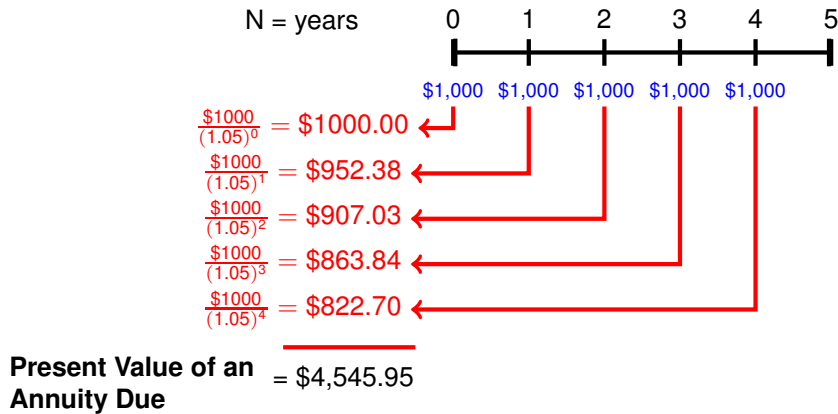 N = years 0 1 2 3 4 5
$1,000 $1,000 $1,000 $1,000 $1,000
$1000/(1.05)⁰ = $1000.00
$1000/(1.05)¹ = $952.38
$1000/(1.05)² = $907.03
$1000/(1.05)³ = $863.84
$1000/(1.05)⁴ = $822.70
Present Value of an
Annuity Due
= $4,545.95